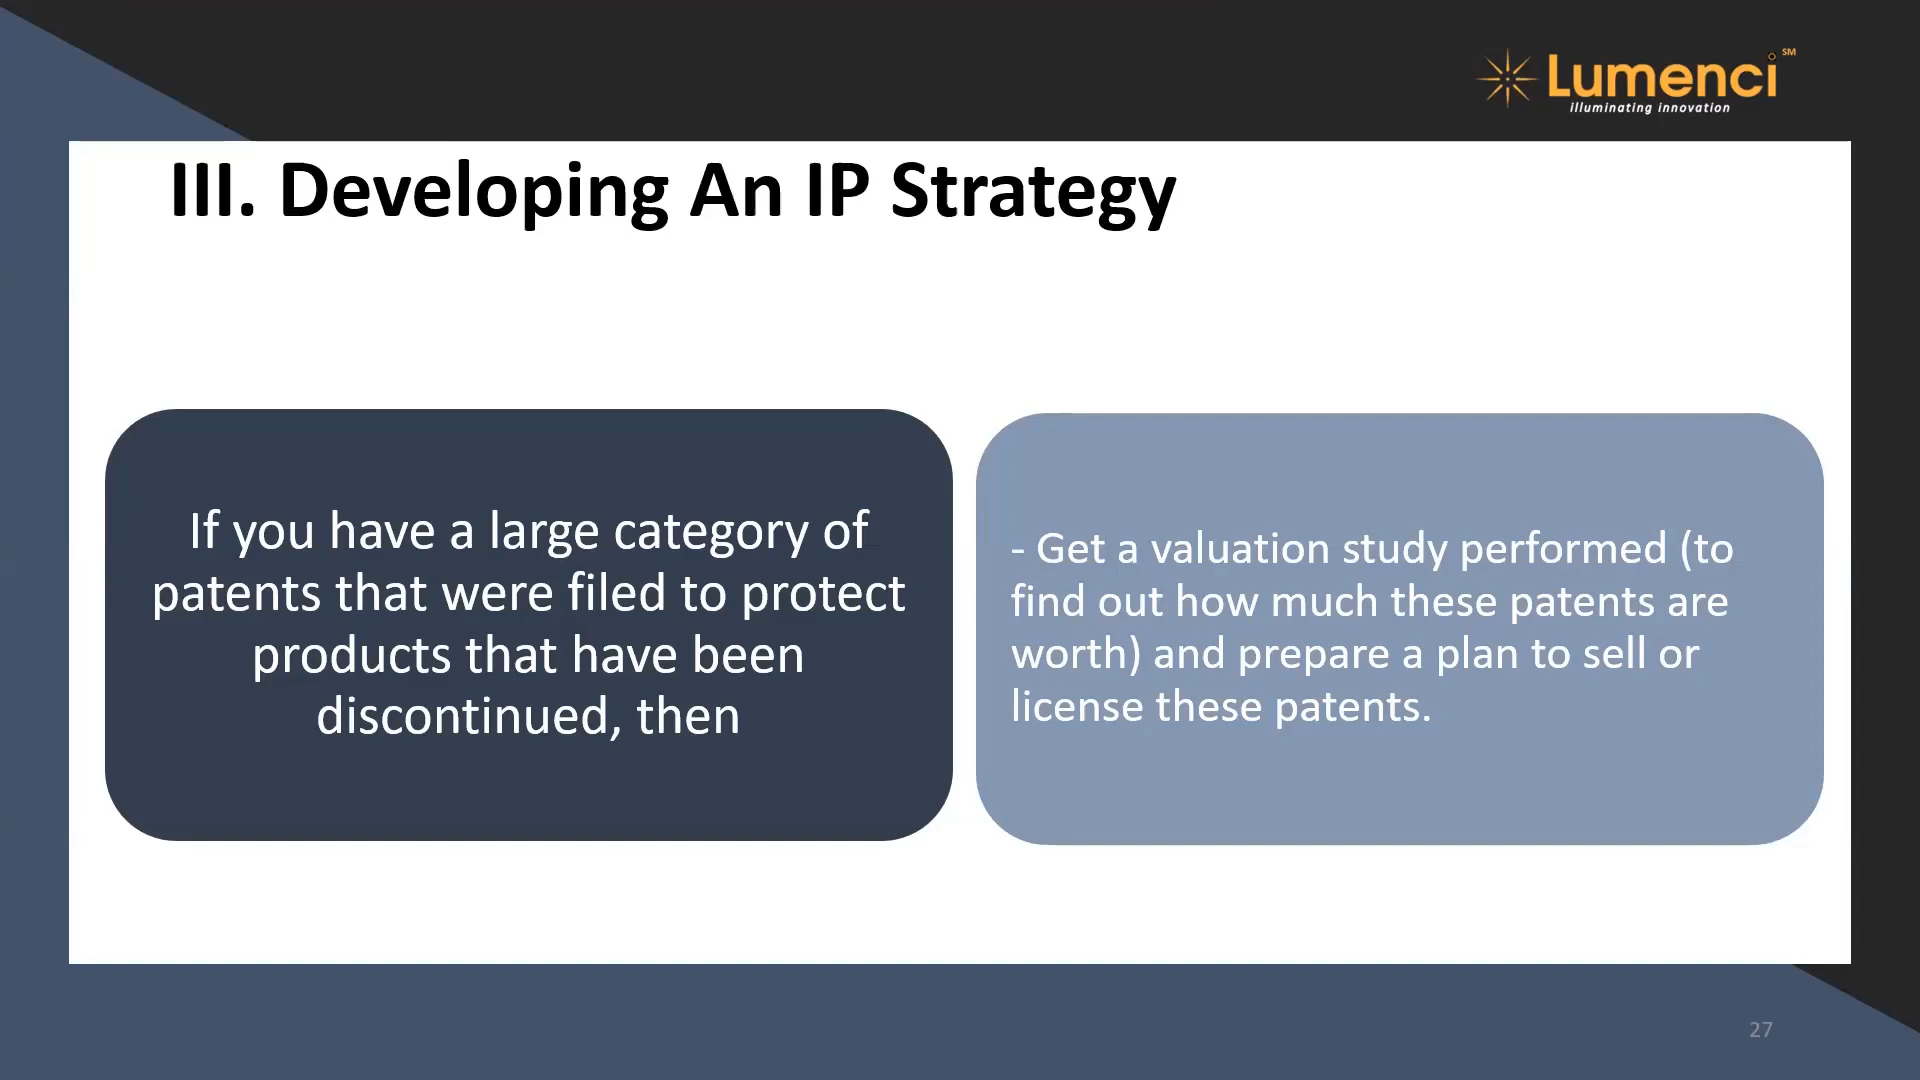 Lumenci SM
illuminating innovation
III. Developing An IP Strategy
If you have a large category of
patents that were filed to protect
products that have been
discontinued, then
- Get a valuation study performed (to
find out how much these patents are
worth) and prepare a plan to sell or
license these patents.
27